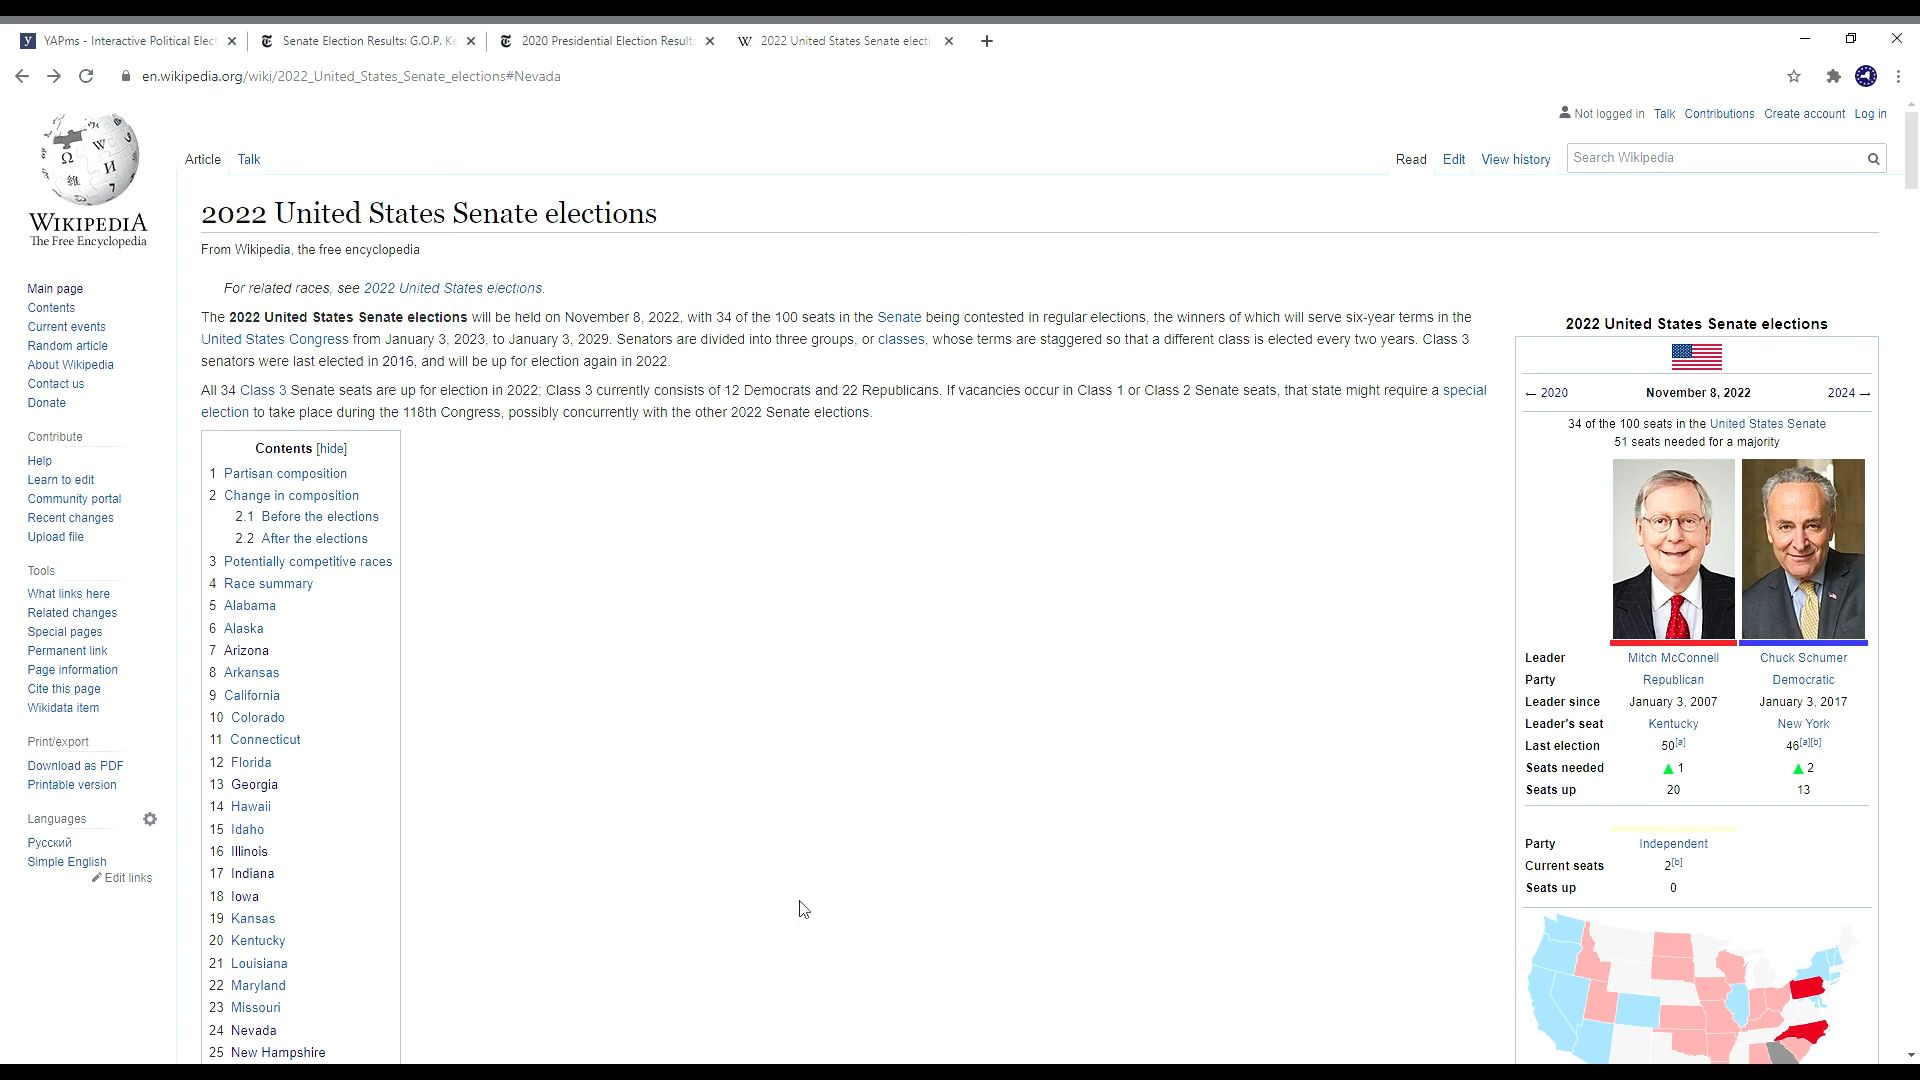 YAPms - Interactive Political Elect
Senate Election Results: G.O.P. Ke
2020 Presidential Election Results
2022 United States Senate electi
en.wikipedia.org/wiki/2022_United_States_Senate_elections#Nevada
Not logged in Talk Contributions Create account Log in
Article Talk
Read Edit View history Search Wikipedia
WIKIPEDIA
The Free Encyclopedia
Main page
Contents
Current events
Random article
About Wikipedia
Contact us
Donate
Contribute
Help
Learn to edit
Community portal
Recent changes
Upload file
Tools
What links here
Related changes
Special pages
Permanent link
Page information
Cite this page
Wikidata item
Print/export
Download as PDF
Printable version
Languages
Русский
Simple English
Edit links
2022 United States Senate elections
From Wikipedia, the free encyclopedia
For related races, see 2022 United States elections.
The 2022 United States Senate elections will be held on November 8, 2022, with 34 of the 100 seats in the Senate being contested in regular elections, the winners of which will serve six-year terms in the
United States Congress from January 3, 2023, to January 3, 2029. Senators are divided into three groups, or classes, whose terms are staggered so that a different class is elected every two years. Class 3
senators were last elected in 2016, and will be up for election again in 2022.
All 34 Class 3 Senate seats are up for election in 2022; Class 3 currently consists of 12 Democrats and 22 Republicans. If vacancies occur in Class 1 or Class 2 Senate seats, that state might require a special
election to take place during the 118th Congress, possibly concurrently with the other 2022 Senate elections.
Contents [hide]
1 Partisan composition
2 Change in composition
2.1 Before the elections
2.2 After the elections
3 Potentially competitive races
4 Race summary
5 Alabama
6 Alaska
7 Arizona
8 Arkansas
9 California
10 Colorado
11 Connecticut
12 Florida
13 Georgia
14 Hawaii
15 Idaho
16 Illinois
17 Indiana
18 Iowa
19 Kansas
20 Kentucky
21 Louisiana
22 Maryland
23 Missouri
24 Nevada
25 New Hampshire
2022 United States Senate elections
← 2020 November 8, 2022 2024 →
34 of the 100 seats in the United States Senate
51 seats needed for a majority
Leader Mitch McConnell Chuck Schumer
Party Republican Democratic
Leader since January 3, 2007 January 3, 2017
Leader's seat Kentucky New York
Last election 50[a] 46[a][b]
Seats needed ▲ 1 ▲ 2
Seats up 20 13
Party Independent
Current seats 2[b]
Seats up 0